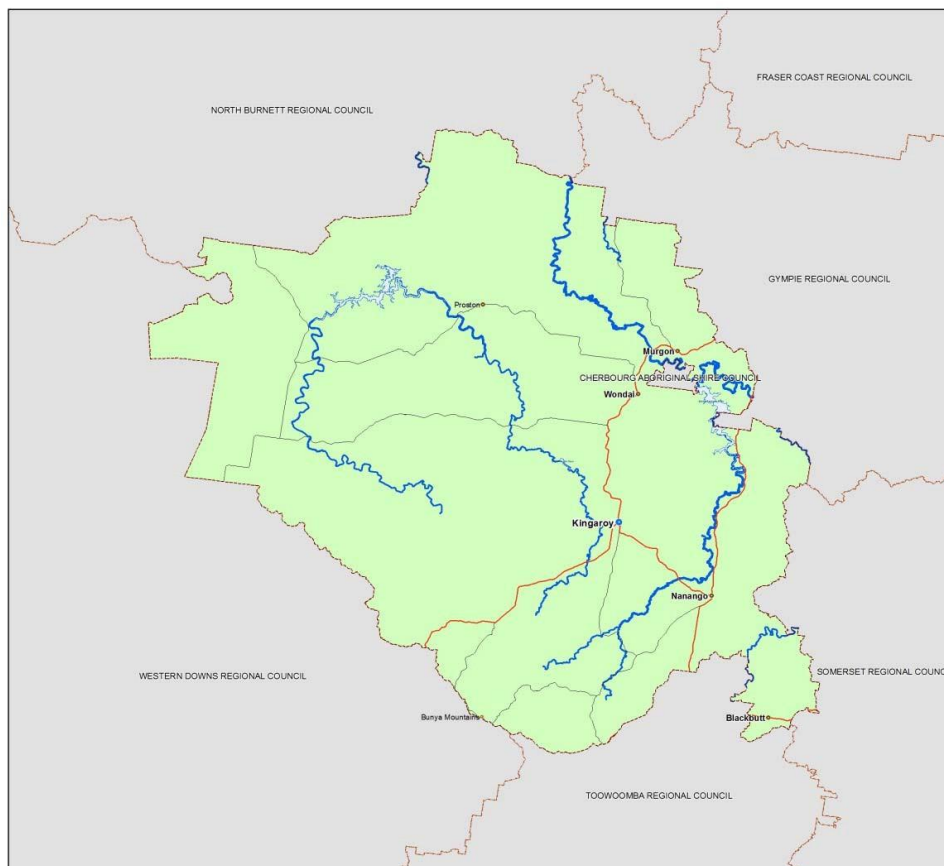 FRASER COAST REGIONAL COUNCIL
NORTH BURNETT REGIONAL COUNCIL
GYMPIE REGIONAL COUNCIL
Proston
Murgon
CHERBOURG ABORIGINAL SHIRE COUNCIL
Wondai
Kingaroy
Nanango
WESTERN DOWNS REGIONAL COUNCIL
SOMERSET REGIONAL COUNC
Bunya Mountains
Blackbutt
TOOWOOMBA REGIONAL COUNCIL